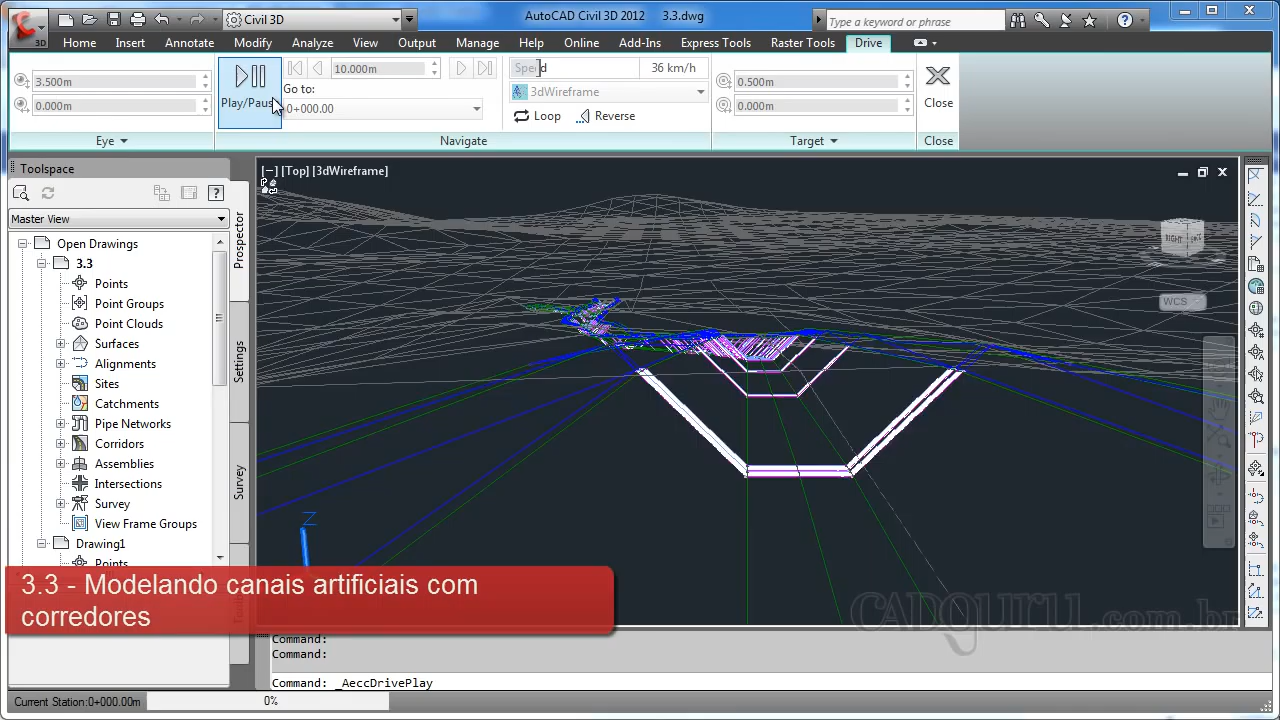 3D
Civil 3D
AutoCAD Civil 3D 2012 3.3.dwg
Type a keyword or phrase
Home Insert Annotate Modify Analyze View Output Manage Help Online Add-Ins Express Tools Raster Tools Drive
3.500m
0.000m
Eye
Play/Paus
10.000m
Go to:
0+000.00
Navigate
Speed
36 km/h
3dWireframe
Loop Reverse
0.500m
0.000m
Target
Close
Close
Toolspace
Master View
Open Drawings
3.3
Points
Point Groups
Point Clouds
Surfaces
Alignments
Sites
Catchments
Pipe Networks
Corridors
Assemblies
Intersections
Survey
View Frame Groups
Drawing1
Points
Prospector
Settings
Survey
[−] [Top] [3dWireframe]
RIGHT
WCS
Z
3.3 - Modelando canais artificiais com
corredores
CADGURU.com.br
Command:
Command:
Command: _AeccDrivePlay
Current Station:0+000.00m
0%